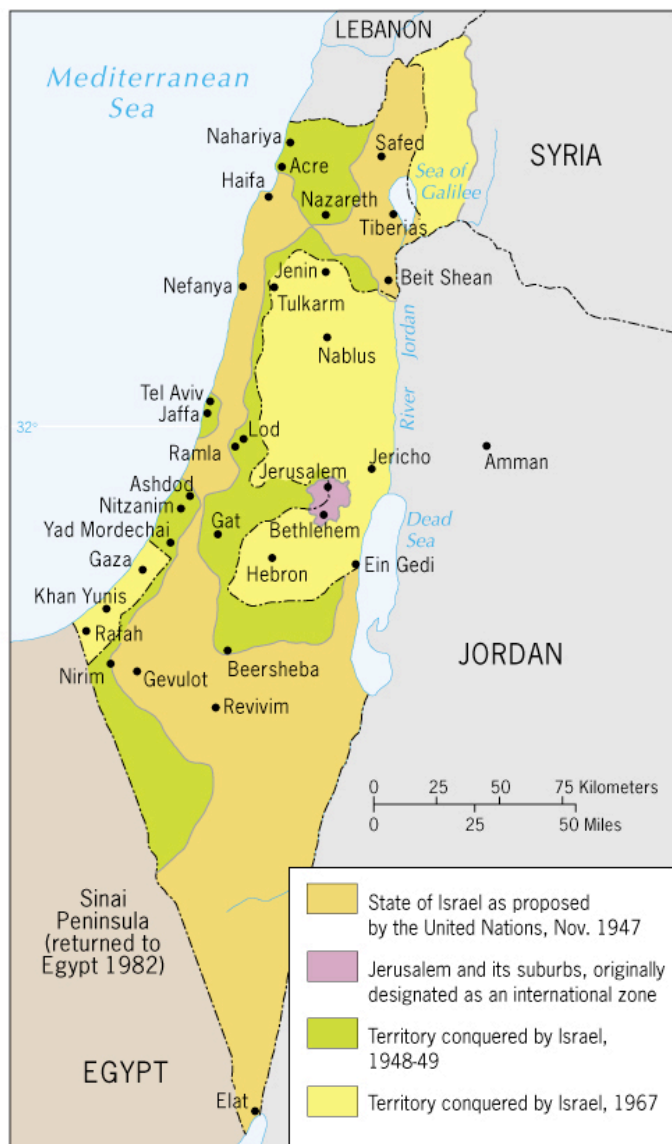 LEBANON
Mediterranean
Sea
Nahariya
Safed
SYRIA
Acre
Sea of
Galilee
Haifa
Nazareth
Tiberias
Jenin
Beit Shean
Nefanya
Tulkarm
Nablus
River Jordan
Tel Aviv
Jaffa
32°
Lod
Ramla
Jericho
Amman
Jerusalem
Ashdod
Nitzanim
Gat
Dead
Sea
Yad Mordechai
Bethlehem
Gaza
Hebron
Ein Gedi
Khan Yunis
Rafah
JORDAN
Nirim
Beersheba
Gevulot
Revivim
0 25 50 75 Kilometers
0 25 50 Miles
Sinai
Peninsula
(returned to
Egypt 1982)
EGYPT
Elat
State of Israel as proposed
by the United Nations, Nov. 1947
Jerusalem and its suburbs, originally
designated as an international zone
Territory conquered by Israel,
1948-49
Territory conquered by Israel, 1967